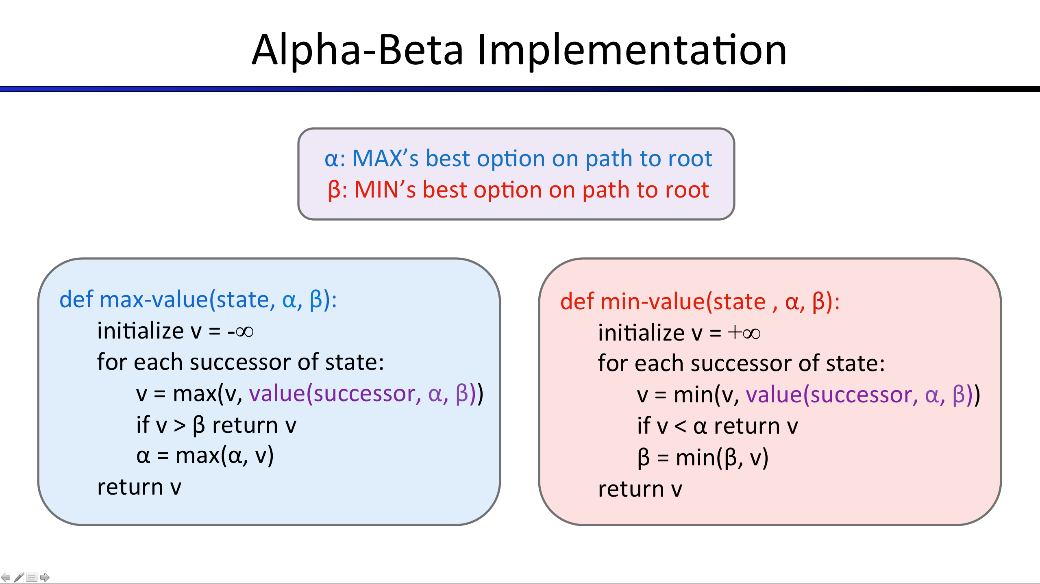 Alpha-Beta Implementation
α: MAX’s best option on path to root
β: MIN’s best option on path to root
def max-value(state, α, β):
initialize v = -∞
for each successor of state:
v = max(v, value(successor, α, β))
if v > β return v
α = max(α, v)
return v
def min-value(state , α, β):
initialize v = +∞
for each successor of state:
v = min(v, value(successor, α, β))
if v < α return v
β = min(β, v)
return v